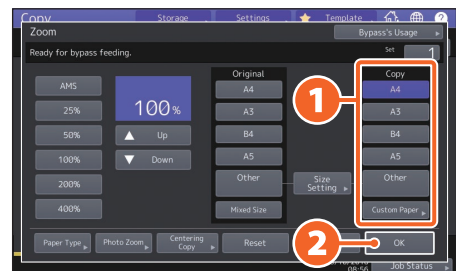 Copy Storage Settings Template
Zoom Bypass's Usage
Ready for bypass feeding. Set 1
Original Copy
AMS A4 A4
25% 100% A3 A3
50% Up B4 B4
100% Down A5 A5
200% Other Size Setting Other
400% Mixed Size Custom Paper
Paper Type Photo Zoom Centering Copy Reset OK
08:56 Job Status
1
2